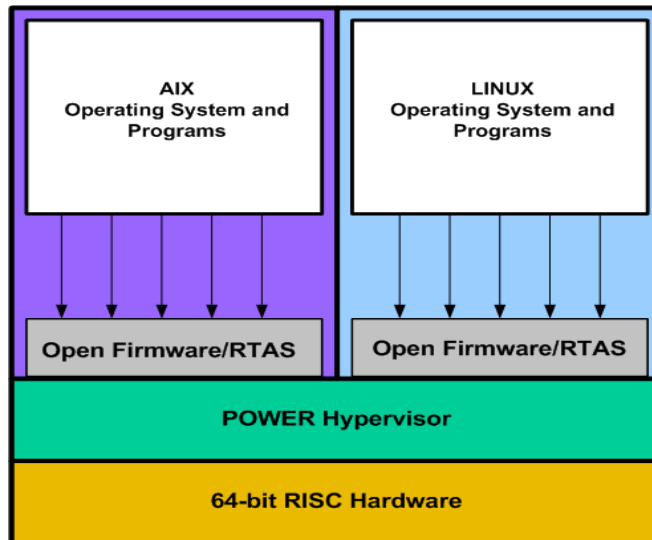 AIX
Operating System and
Programs
LINUX
Operating System and
Programs
Open Firmware/RTAS
Open Firmware/RTAS
POWER Hypervisor
64-bit RISC Hardware